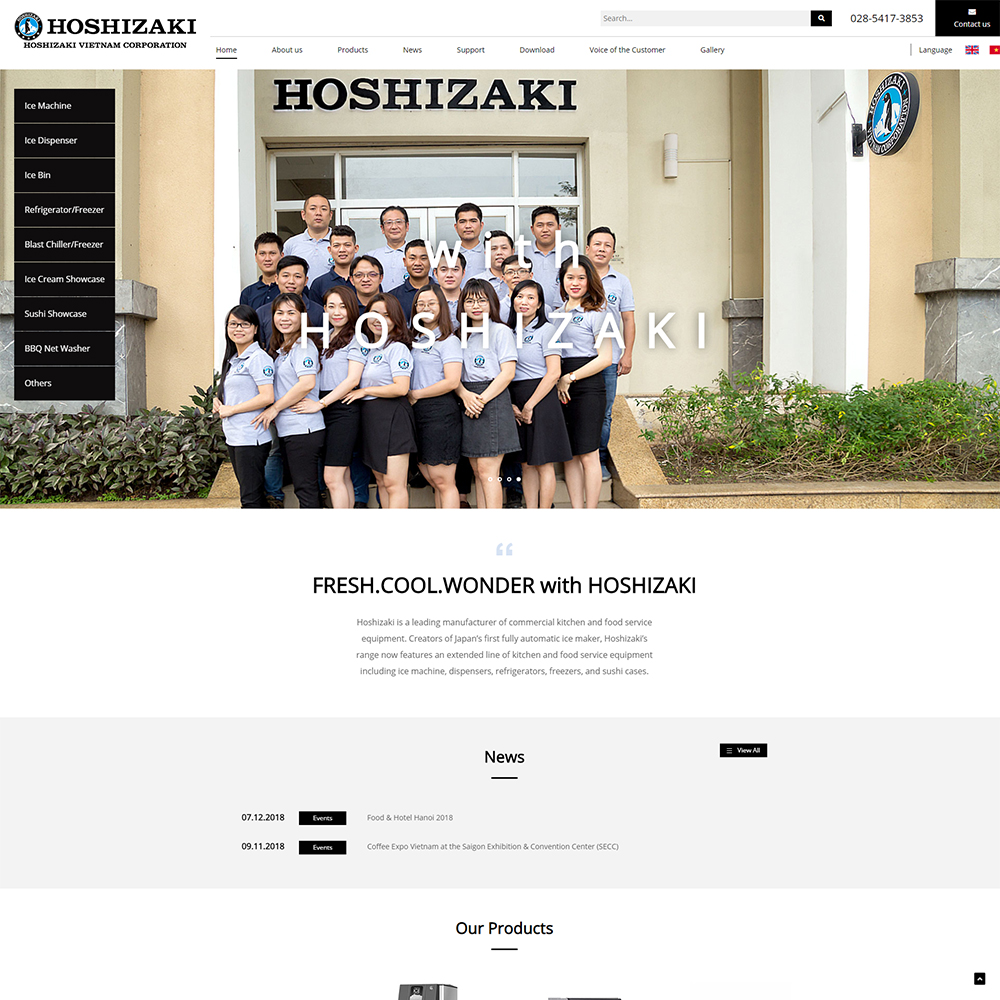 HOSHIZAKI
HOSHIZAKI VIETNAM CORPORATION
Search...
028-5417-3853
Contact us
Home
About us
Products
News
Support
Download
Voice of the Customer
Gallery
Language
Ice Machine
Ice Dispenser
Ice Bin
Refrigerator/Freezer
Blast Chiller/Freezer
Ice Cream Showcase
Sushi Showcase
BBQ Net Washer
Others
HOSHIZAKI
HOSHIZAKI
VIETNAM CORPORATION
with
HOSHIZAKI
FRESH.COOL.WONDER with HOSHIZAKI
Hoshizaki is a leading manufacturer of commercial kitchen and food service
equipment. Creators of Japan's first fully automatic ice maker, Hoshizaki's
range now features an extended line of kitchen and food service equipment
including ice machine, dispensers, refrigerators, freezers, and sushi cases.
News
View All
07.12.2018 Events Food & Hotel Hanoi 2018
09.11.2018 Events Coffee Expo Vietnam at the Saigon Exhibition & Convention Center (SECC)
Our Products